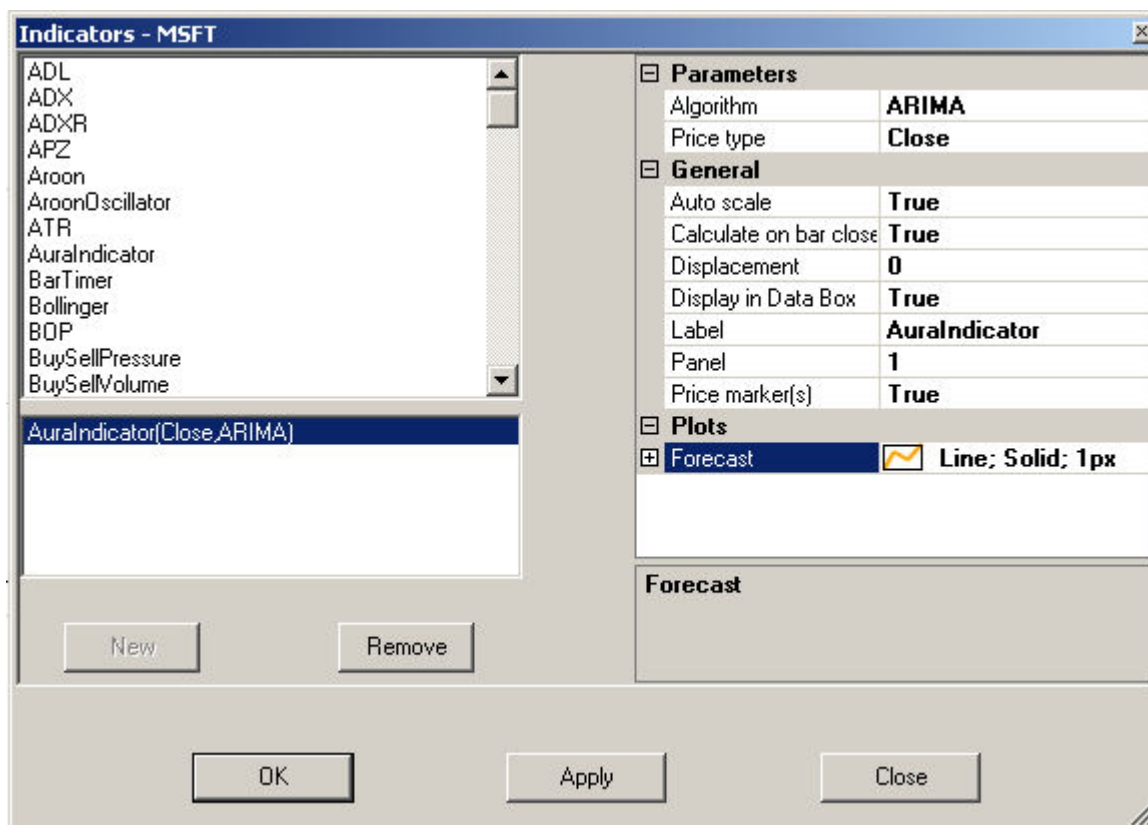 Indicators - MSFT
ADL
ADX
ADXR
APZ
Aroon
AroonOscillator
ATR
AuraIndicator
BarTimer
Bollinger
BOP
BuySellPressure
BuySellVolume
AuraIndicator(Close,ARIMA)
New
Remove
Parameters
Algorithm ARIMA
Price type Close
General
Auto scale True
Calculate on bar close True
Displacement 0
Display in Data Box True
Label AuraIndicator
Panel 1
Price marker(s) True
Plots
Forecast Line; Solid; 1px
Forecast
OK
Apply
Close